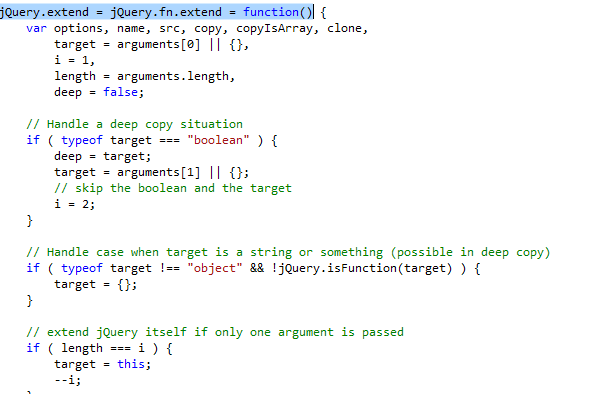 jQuery.extend = jQuery.fn.extend = function() {
    var options, name, src, copy, copyIsArray, clone,
        target = arguments[0] || {},
        i = 1,
        length = arguments.length,
        deep = false;

    // Handle a deep copy situation
    if ( typeof target === "boolean" ) {
        deep = target;
        target = arguments[1] || {};
        // skip the boolean and the target
        i = 2;
    }

    // Handle case when target is a string or something (possible in deep copy)
    if ( typeof target !== "object" && !jQuery.isFunction(target) ) {
        target = {};
    }

    // extend jQuery itself if only one argument is passed
    if ( length === i ) {
        target = this;
        --i;